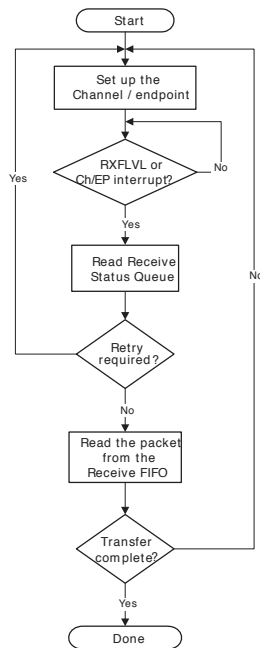 Start
Set up the
Channel / endpoint
RXFLVL or
Ch/EP interrupt?
No
Yes
Yes
Read Receive
Status Queue
No
Retry
required?
No
Read the packet
from the
Receive FIFO
Transfer
complete?
Yes
Done